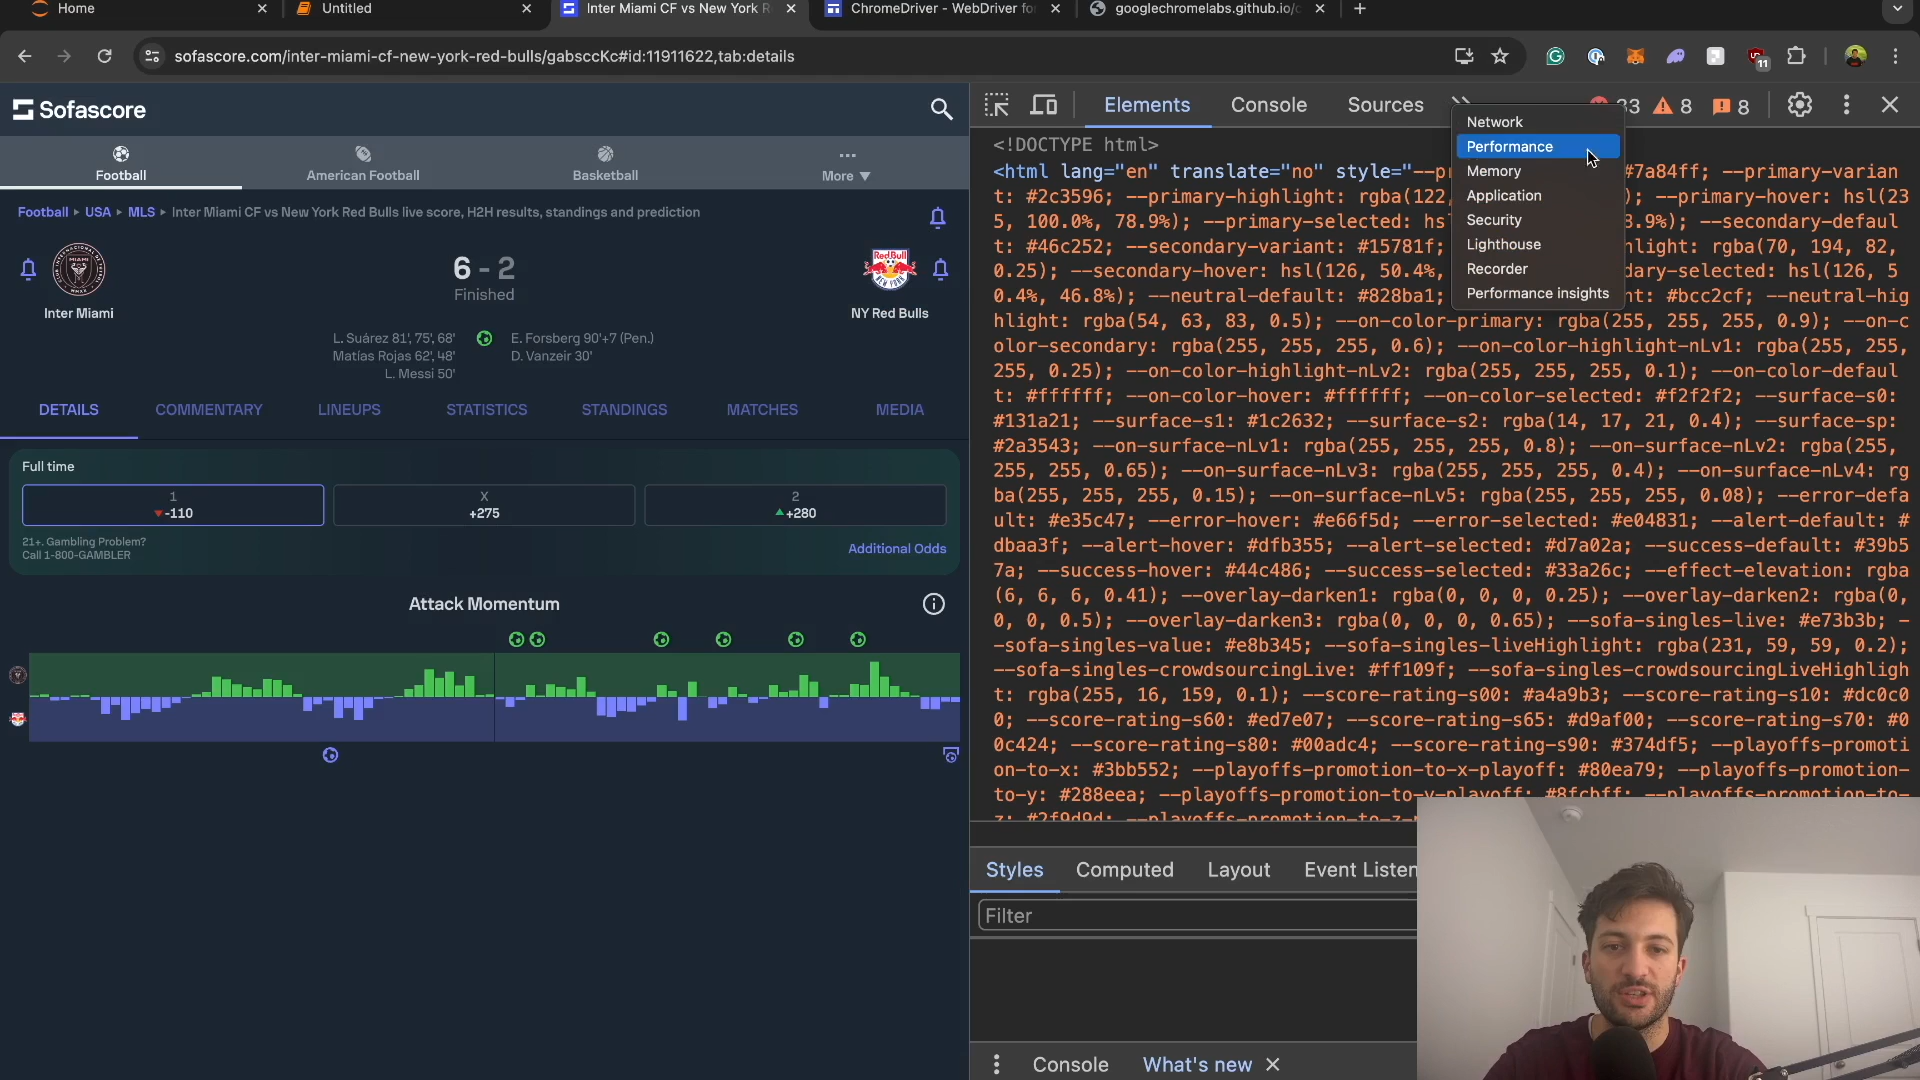 Home
Untitled
Inter Miami CF vs New York R
ChromeDriver - WebDriver fo
googlechromelabs.github.io/c
sofascore.com/inter-miami-cf-new-york-red-bulls/gabsccKc#id:11911622,tab:details
11
Sofascore
Football
American Football
Basketball
More
Football
USA
MLS
Inter Miami CF vs New York Red Bulls live score, H2H results, standings and prediction
MIAMI
6 - 2
Finished
Red Bull
Inter Miami
NY Red Bulls
L. Suárez 81', 75', 68'
E. Forsberg 90'+7 (Pen.)
Matías Rojas 62', 48'
D. Vanzeir 30'
L. Messi 50'
DETAILS
COMMENTARY
LINEUPS
STATISTICS
STANDINGS
MATCHES
MEDIA
Full time
1
-110
X
+275
2
+280
21+. Gambling Problem?
Call 1-800-GAMBLER
Additional Odds
Attack Momentum
Elements
Console
Sources
33
8
8
Network
Performance
Memory
Application
Security
Lighthouse
Recorder
Performance insights
<!DOCTYPE html>
<html lang="en" translate="no" style="--pr #7a84ff; --primary-varian
t: #2c3596; --primary-highlight: rgba(122, ); --primary-hover: hsl(23
5, 100.0%, 78.9%); --primary-selected: hsl 8.9%); --secondary-defaul
t: #46c252; --secondary-variant: #15781f; hlight: rgba(70, 194, 82,
0.25); --secondary-hover: hsl(126, 50.4%, dary-selected: hsl(126, 5
0.4%, 46.8%); --neutral-default: #828ba1; nt: #bcc2cf; --neutral-hig
hlight: rgba(54, 63, 83, 0.5); --on-color-primary: rgba(255, 255, 255, 0.9); --on-c
olor-secondary: rgba(255, 255, 255, 0.6); --on-color-highlight-nLv1: rgba(255, 255,
255, 0.25); --on-color-highlight-nLv2: rgba(255, 255, 255, 0.1); --on-color-defaul
t: #ffffff; --on-color-hover: #ffffff; --on-color-selected: #f2f2f2; --surface-s0:
#131a21; --surface-s1: #1c2632; --surface-s2: rgba(14, 17, 21, 0.4); --surface-sp:
#2a3543; --on-surface-nLv1: rgba(255, 255, 255, 0.8); --on-surface-nLv2: rgba(255,
255, 255, 0.65); --on-surface-nLv3: rgba(255, 255, 255, 0.4); --on-surface-nLv4: rg
ba(255, 255, 255, 0.15); --on-surface-nLv5: rgba(255, 255, 255, 0.08); --error-defa
ult: #e35c47; --error-hover: #e66f5d; --error-selected: #e04831; --alert-default: #
dbaa3f; --alert-hover: #dfb355; --alert-selected: #d7a02a; --success-default: #39b5
7a; --success-hover: #44c486; --success-selected: #33a26c; --effect-elevation: rgba
(6, 6, 6, 0.41); --overlay-darken1: rgba(0, 0, 0, 0.25); --overlay-darken2: rgba(0,
0, 0, 0.5); --overlay-darken3: rgba(0, 0, 0, 0.65); --sofa-singles-live: #e73b3b; -
-sofa-singles-value: #e8b345; --sofa-singles-liveHighlight: rgba(231, 59, 59, 0.2);
--sofa-singles-crowdsourcingLive: #ff109f; --sofa-singles-crowdsourcingLiveHighligh
t: rgba(255, 16, 159, 0.1); --score-rating-s00: #a4a9b3; --score-rating-s10: #dc0c0
0; --score-rating-s60: #ed7e07; --score-rating-s65: #d9af00; --score-rating-s70: #0
0c424; --score-rating-s80: #00adc4; --score-rating-s90: #374df5; --playoffs-promoti
on-to-x: #3bb552; --playoffs-promotion-to-x-playoff: #80ea79; --playoffs-promotion-
to-y: #288eea; --playoffs-promotion-to-y-playoff: #8fcbff; --playoffs-promotion-to-
z: #2f9d9d; --playoffs-promotion-to-z-p
Styles
Computed
Layout
Event Listen
Filter
Console
What's new